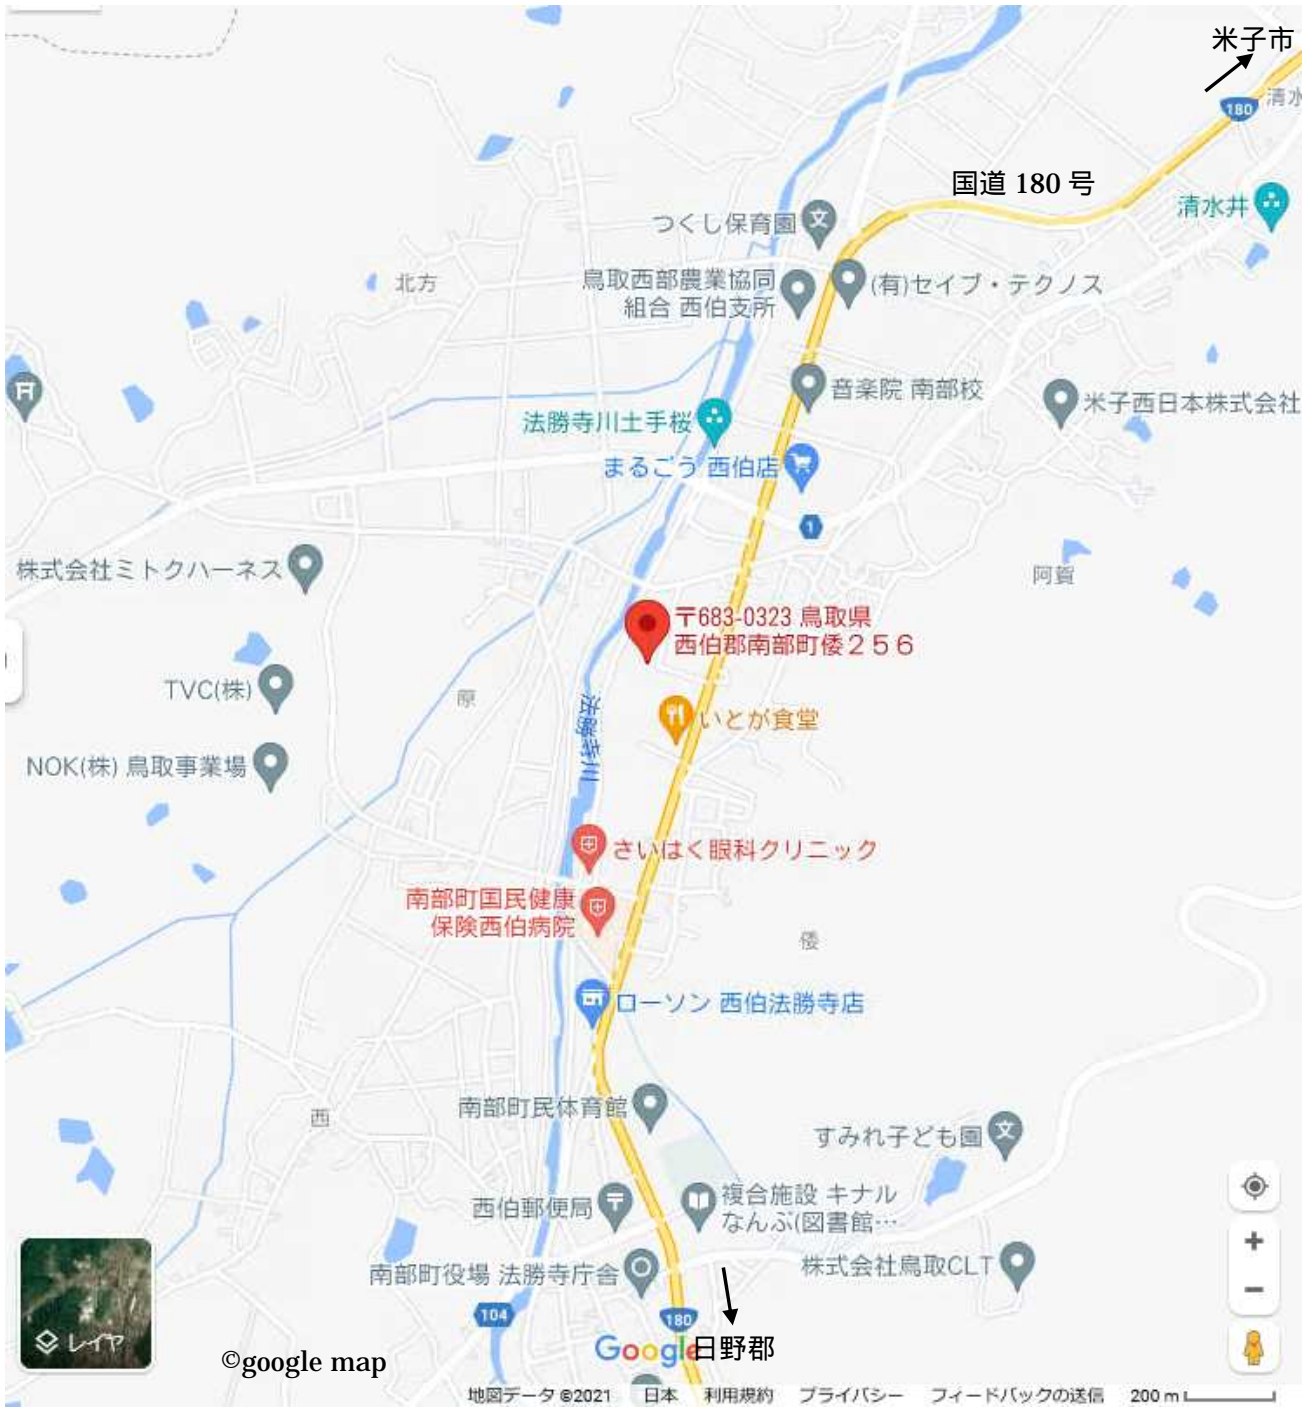 米子市
180
清水
国道 180 号
清水井
つくし保育園
北方
鳥取西部農業協同
組合 西伯支所
(有)セイブ・テクノス
音楽院 南部校
米子西日本株式会社
法勝寺川土手桜
まるごう 西伯店
1
株式会社ミトクハーネス
阿賀
〒683-0323 鳥取県
西伯郡南部町倭256
TVC(株)
原
法勝寺川
いとが食堂
NOK(株) 鳥取事業場
さいはく眼科クリニック
南部町国民健康
保険西伯病院
倭
ローソン 西伯法勝寺店
南部町民体育館
西
すみれ子ども園
西伯郵便局
複合施設 キナル
なんぶ(図書館…
南部町役場 法勝寺庁舎
株式会社鳥取CLT
104
180
レイヤ
Google
日野郡
©google map
地図データ ©2021 日本 利用規約 プライバシー フィードバックの送信 200 m